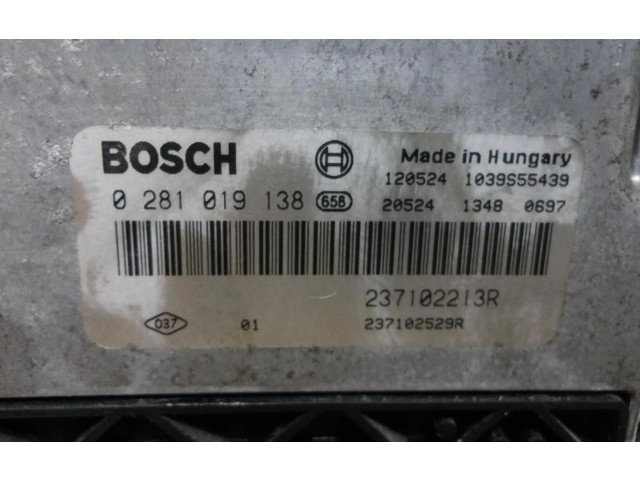 BOSCH Made in Hungary
120524 1039S55439
0 281 019 138 658 20524 1348 0697
237102213R
037 01 237102529R